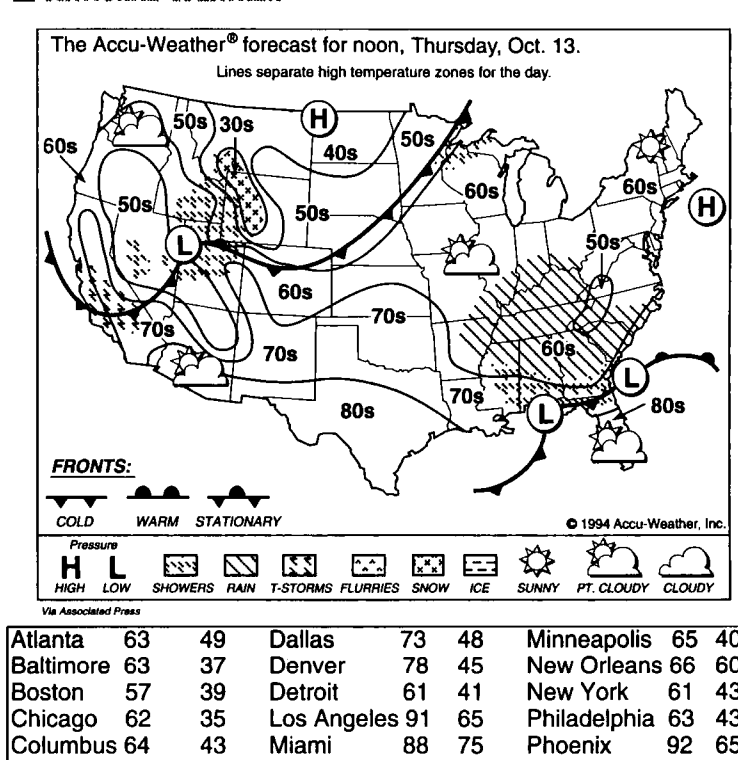 The Accu-Weather® forecast for noon, Thursday, Oct. 13.
Lines separate high temperature zones for the day.
50s 30s H 50s
60s 40s
60s 60s
50s 50s H
50s
L
60s
70s
70s 60s
70s L
70s
80s L 80s
FRONTS:
COLD WARM STATIONARY
© 1994 Accu-Weather, Inc.
Pressure
H L
HIGH LOW SHOWERS RAIN T-STORMS FLURRIES SNOW ICE SUNNY PT. CLOUDY CLOUDY
Via Associated Press
Atlanta 63 49 Dallas 73 48 Minneapolis 65 40
Baltimore 63 37 Denver 78 45 New Orleans 66 60
Boston 57 39 Detroit 61 41 New York 61 43
Chicago 62 35 Los Angeles 91 65 Philadelphia 63 43
Columbus 64 43 Miami 88 75 Phoenix 92 65